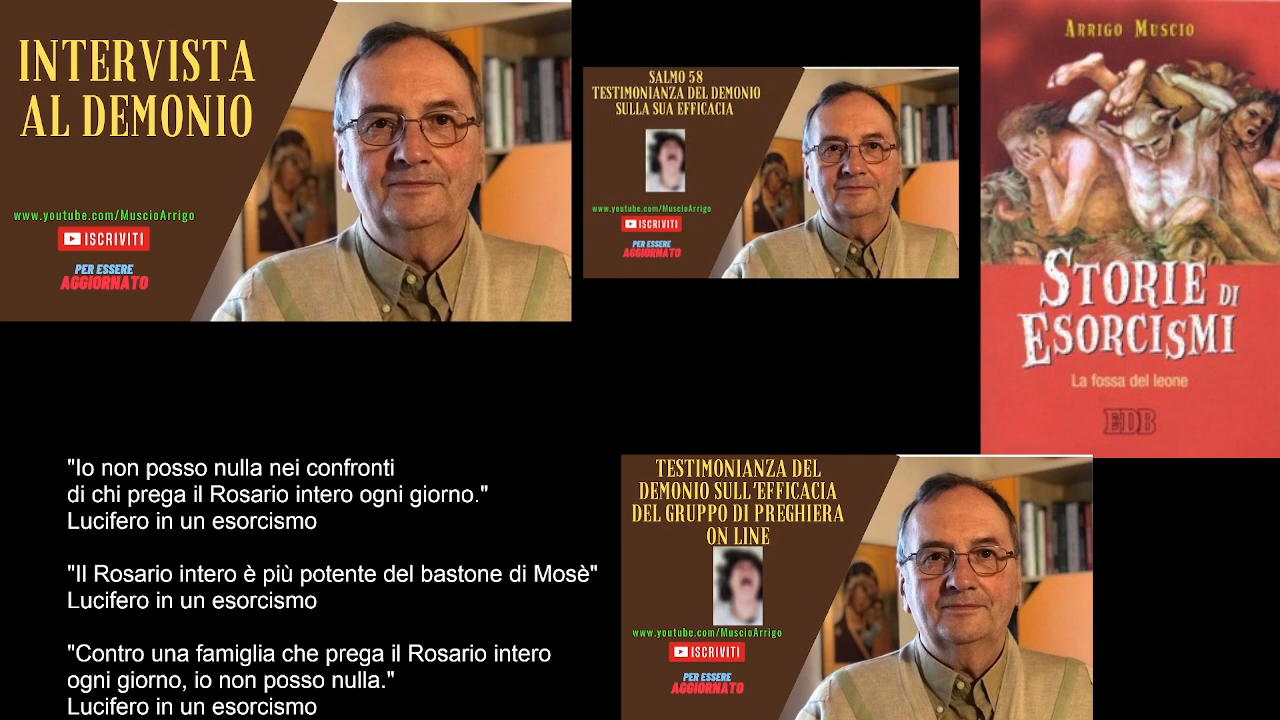 INTERVISTA
AL DEMONIO
www.youtube.com/MuscioArrigo
ISCRIVITI
PER ESSERE
AGGIORNATO
SALMO 58
TESTIMONIANZA DEL DEMONIO
SULLA SUA EFFICACIA
www.youtube.com/MuscioArrigo
ISCRIVITI
PER ESSERE
AGGIORNATO
ARRIGO MUSCIO
STORIE DI
ESORCISMI
La fossa del leone
EDB
"Io non posso nulla nei confronti
di chi prega il Rosario intero ogni giorno."
Lucifero in un esorcismo
"Il Rosario intero è più potente del bastone di Mosè"
Lucifero in un esorcismo
"Contro una famiglia che prega il Rosario intero
ogni giorno, io non posso nulla."
Lucifero in un esorcismo
TESTIMONIANZA DEL
DEMONIO SULL'EFFICACIA
DEL GRUPPO DI PREGHIERA
ON LINE
www.youtube.com/MuscioArrigo
ISCRIVITI
PER ESSERE
AGGIORNATO